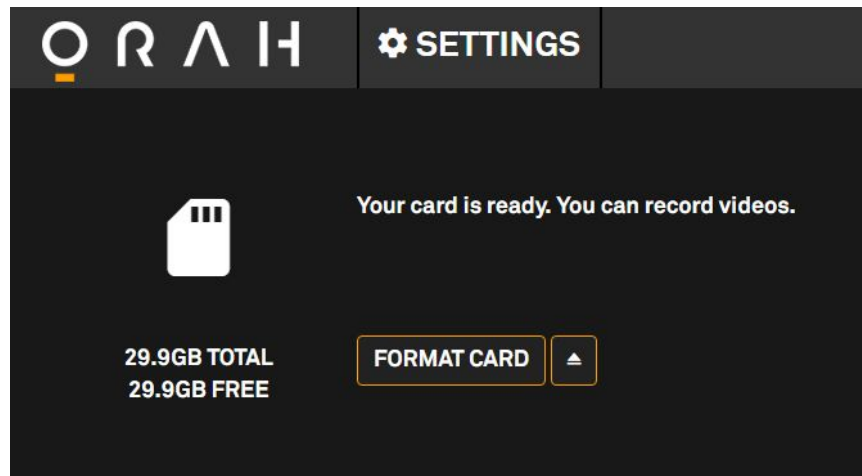 ORAH
SETTINGS
Your card is ready. You can record videos.
29.9GB TOTAL
29.9GB FREE
FORMAT CARD